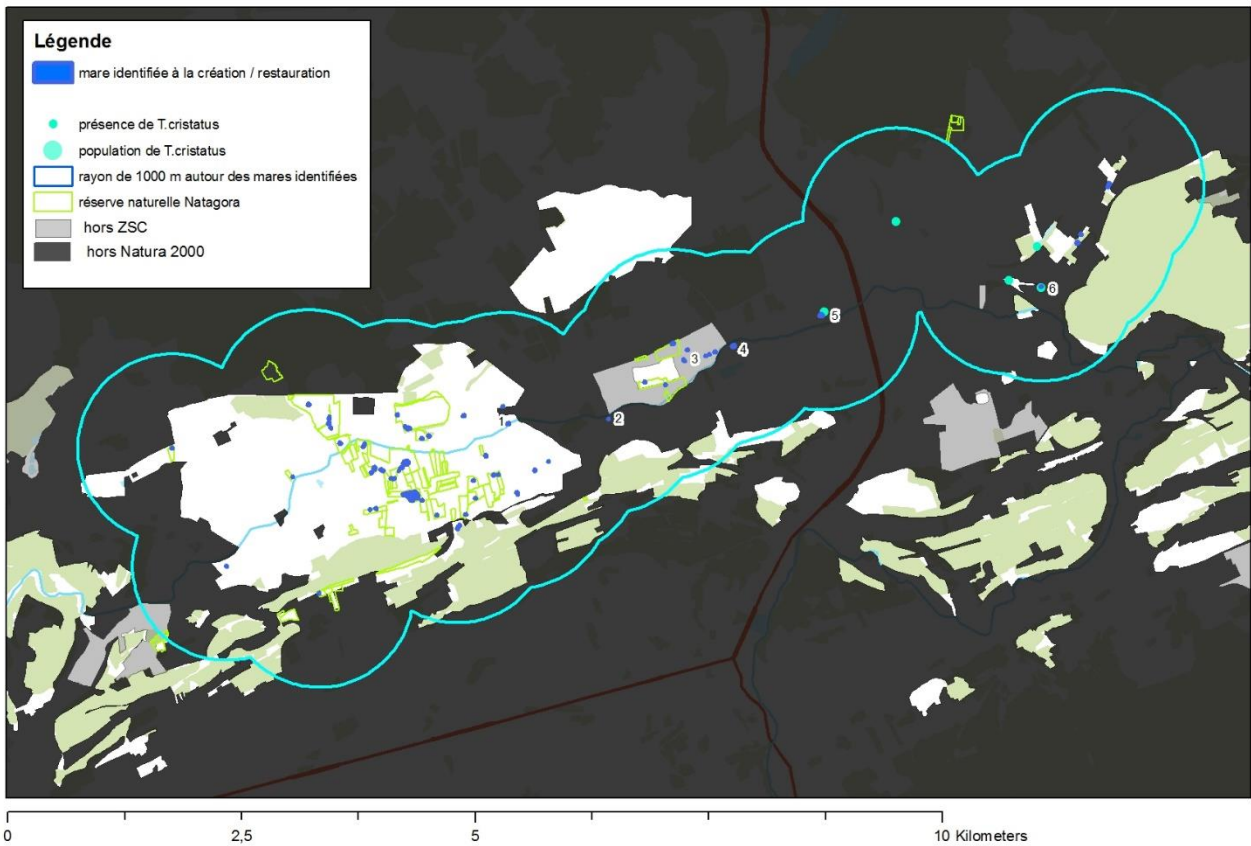 Légende
mare identifiée à la création / restauration
présence de T.cristatus
population de T.cristatus
rayon de 1000 m autour des mares identifiées
réserve naturelle Natagora
hors ZSC
hors Natura 2000
6
5
4
3
2
1
0 2,5 5 10 Kilometers